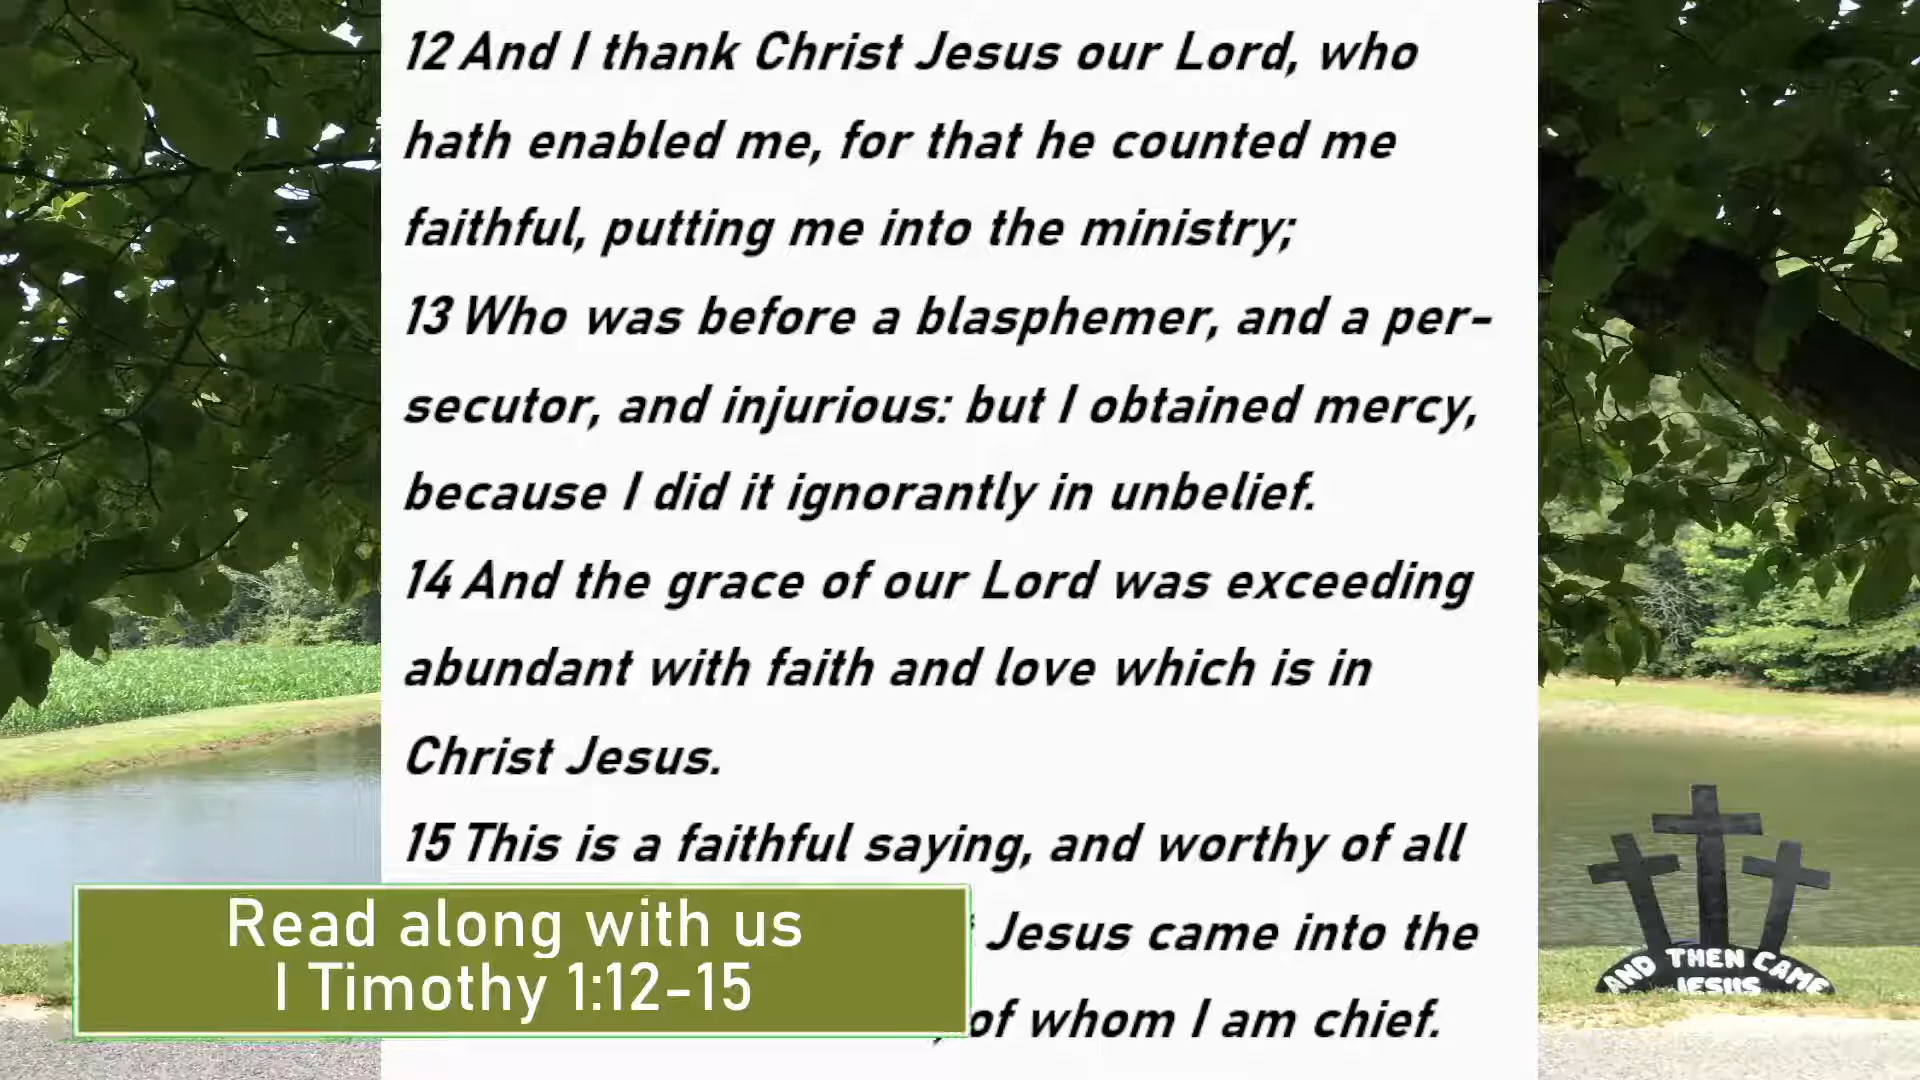 12 And I thank Christ Jesus our Lord, who
hath enabled me, for that he counted me
faithful, putting me into the ministry;
13 Who was before a blasphemer, and a per-
secutor, and injurious: but I obtained mercy,
because I did it ignorantly in unbelief.
14 And the grace of our Lord was exceeding
abundant with faith and love which is in
Christ Jesus.
15 This is a faithful saying, and worthy of all
Jesus came into the
, of whom I am chief.
Read along with us
I Timothy 1:12-15
AND THEN CAME
JESUS